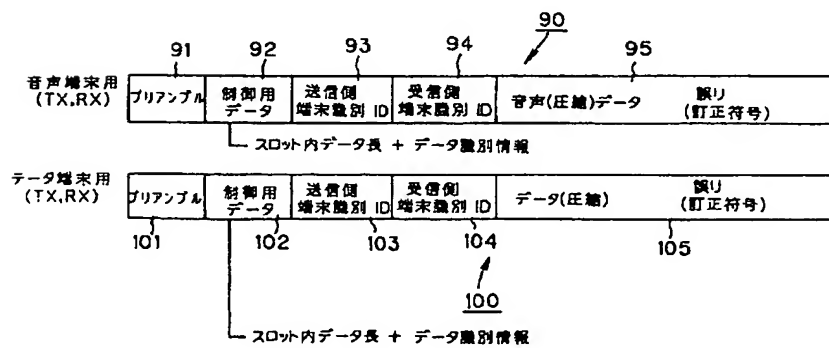 90
91 92 93 94 95
音声端末用 プリアンブル 制御用 送信側 受信側 音声(圧縮)データ 誤り
(TX,RX) データ 端末識別 ID 端末識別 ID (訂正符号)
スロット内データ長 + データ識別情報
データ端末用 プリアンブル 制御用 送信側 受信側 データ(圧縮) 誤り
(TX,RX) データ 端末識別 ID 端末識別 ID (訂正符号)
101 102 103 104 105
100
スロット内データ長 + データ識別情報